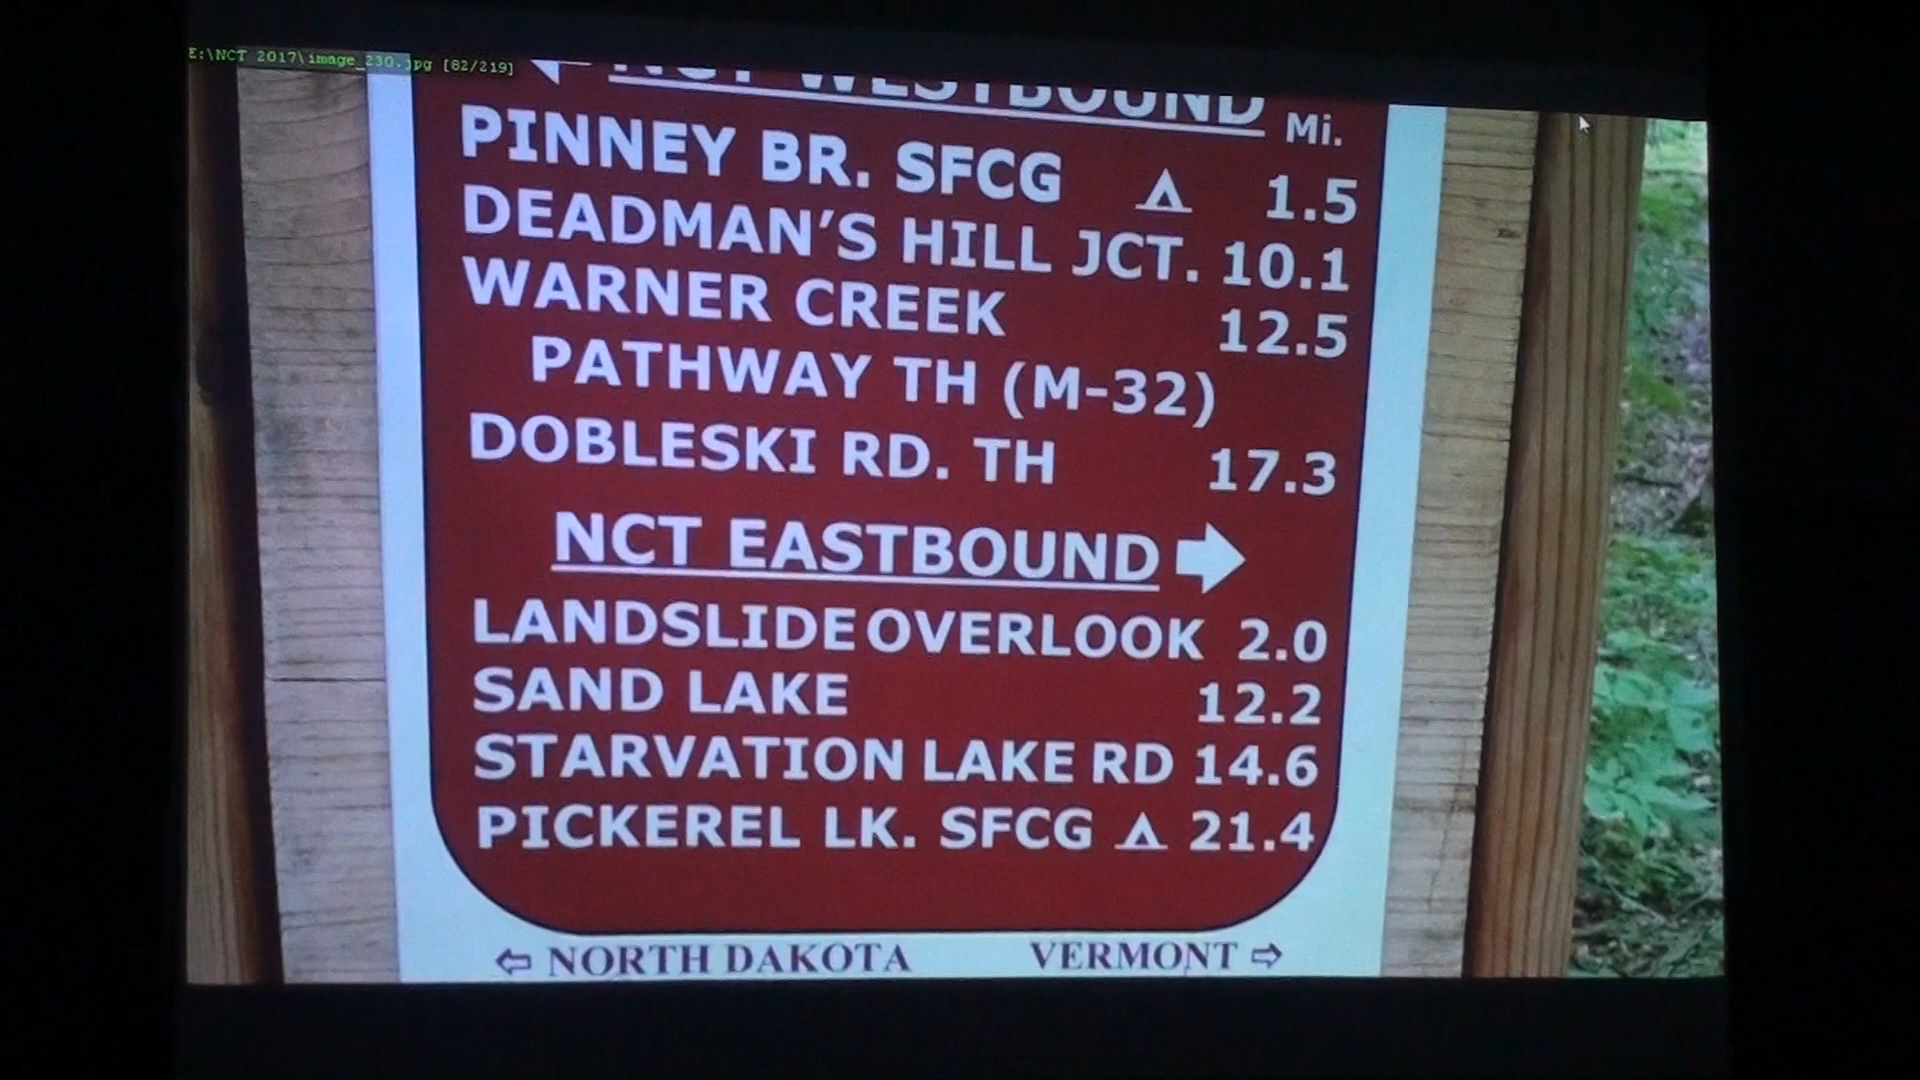 E:\NCT 2017\image_230.jpg [82/219]
← NCT WESTBOUND Mi.
PINNEY BR. SFCG 1.5
DEADMAN'S HILL JCT. 10.1
WARNER CREEK 12.5
PATHWAY TH (M-32)
DOBLESKI RD. TH 17.3
NCT EASTBOUND →
LANDSLIDE OVERLOOK 2.0
SAND LAKE 12.2
STARVATION LAKE RD 14.6
PICKEREL LK. SFCG 21.4
⇦ NORTH DAKOTA VERMONT ⇨